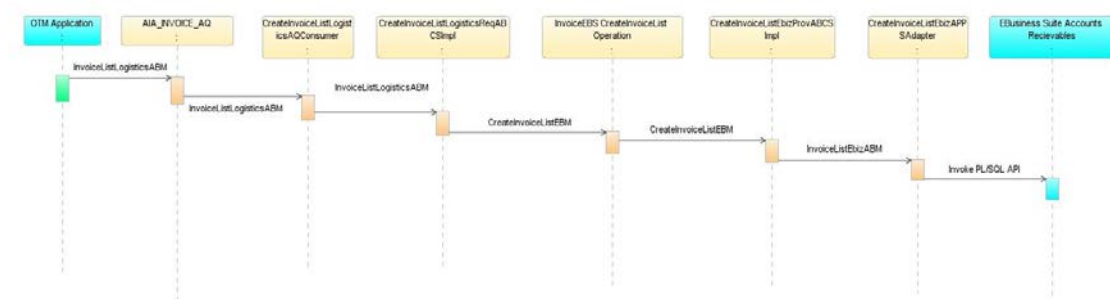 OTM Application
AIA_INVOICE_AQ
CreateInvoiceListLogist
icsAQConsumer
CreateInvoiceListLogisticsReqAB
CSImpl
InvoiceEBS CreateInvoiceList
Operation
CreateInvoiceListEbizProvABCS
Impl
CreateInvoiceListEbizAPP
SAdapter
EBusiness Suite Accounts
Recievables
InvoiceListLogisticsABM
InvoiceListLogisticsABM
InvoiceListLogisticsABM
CreateInvoiceListEBM
CreateInvoiceListEBM
InvoiceListEbizABM
Invoke PL/SQL API